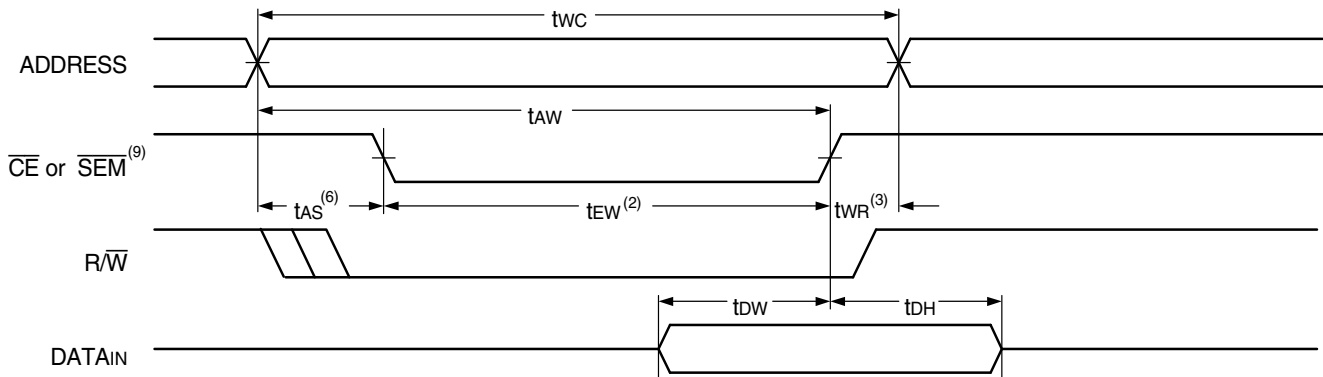 tWC
ADDRESS
tAW
CE or SEM(9)
tAS(6)
tEW(2)
tWR(3)
R/W
tDW
tDH
DATAIN